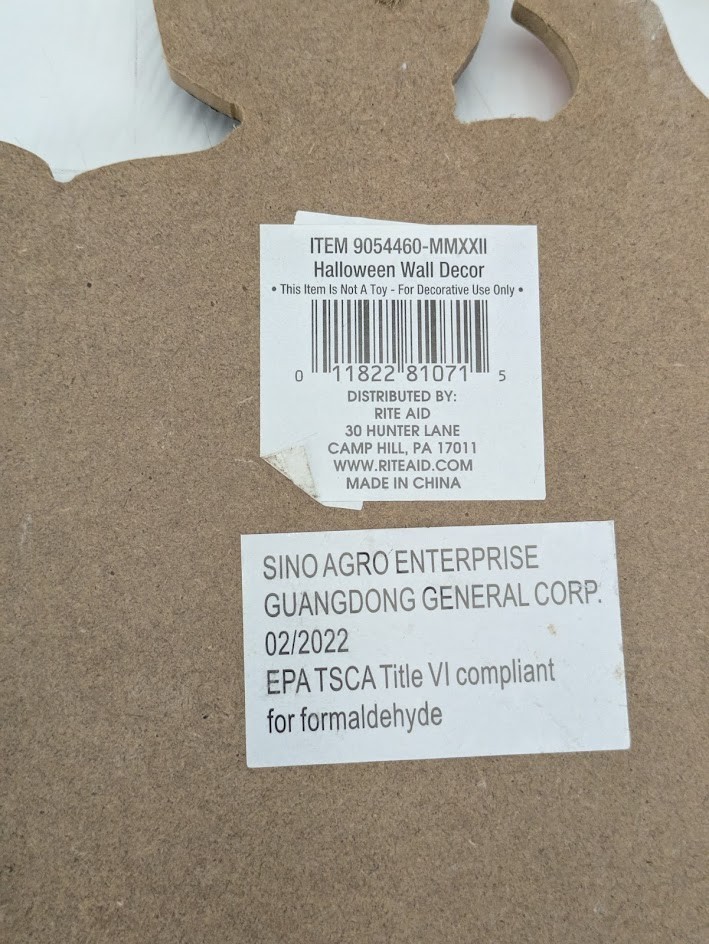 ITEM 9054460-MMXXII
Halloween Wall Decor
• This Item Is Not A Toy - For Decorative Use Only •
0 11822 81071 5
DISTRIBUTED BY:
RITE AID
30 HUNTER LANE
CAMP HILL, PA 17011
WWW.RITEAID.COM
MADE IN CHINA
SINO AGRO ENTERPRISE
GUANGDONG GENERAL CORP.
02/2022
EPA TSCA Title VI compliant
for formaldehyde